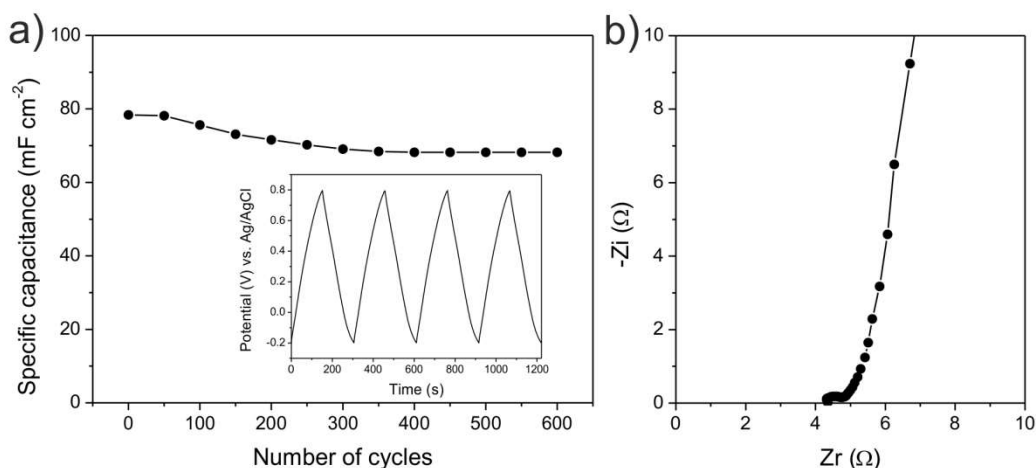 a)
Specific capacitance (mF cm⁻²)
100
80
60
40
20
0
0 100 200 300 400 500 600
Number of cycles
Potential (V) vs. Ag/AgCl
0.8
0.6
0.4
0.2
0.0
-0.2
0 200 400 600 800 1000 1200
Time (s)
b)
-Zi (Ω)
10
8
6
4
2
0
0 2 4 6 8 10
Zr (Ω)